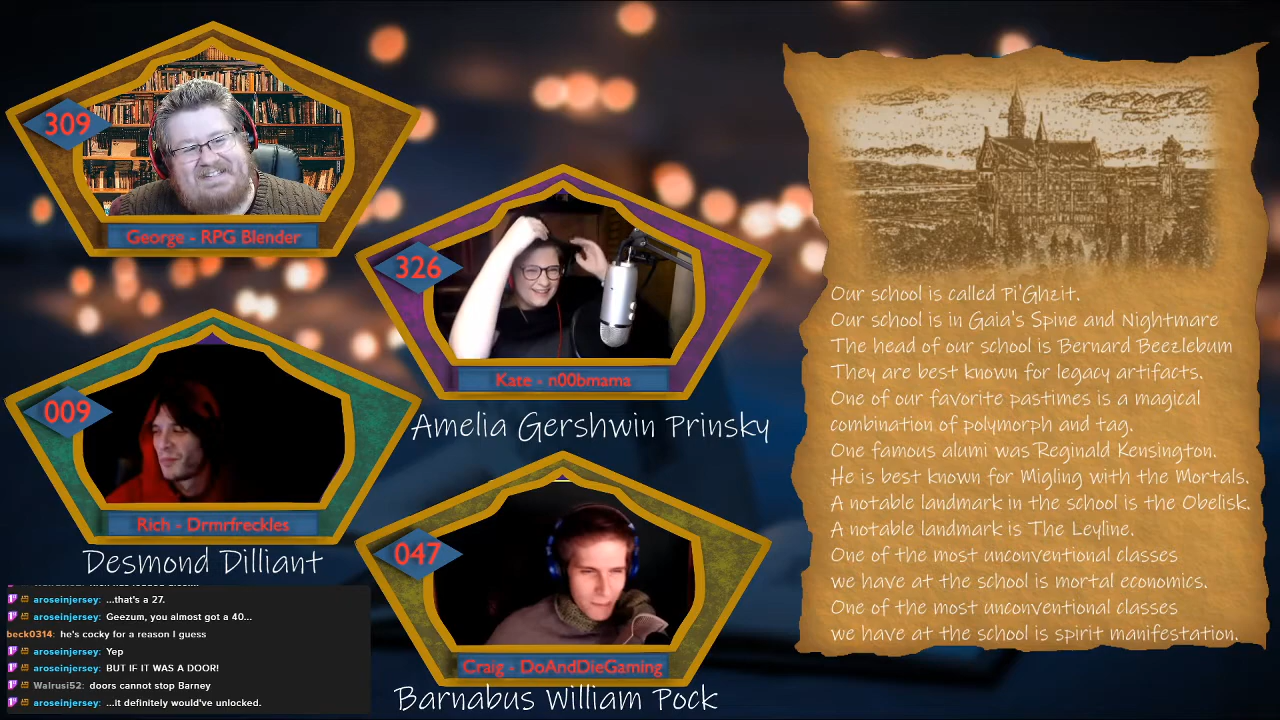 309
George - RPG Blender
326
Kate - n00bmama
Amelia Gershwin Prinsky
009
Rich - Drmrfreckles
Desmond Dilliant
047
Craig - DoAndDieGaming
Barnabus William Pock
aroseinjersey: ...that's a 27.
aroseinjersey: Geezum, you almost got a 40...
beck0314: he's cocky for a reason I guess
aroseinjersey: Yep
aroseinjersey: BUT IF IT WAS A DOOR!
Walrusi52: doors cannot stop Barney
aroseinjersey: ...it definitely would've unlocked.
Our school is called Pi'Ghzit.
Our school is in Gaia's Spine and Nightmare
The head of our school is Bernard Beezlebum
They are best known for legacy artifacts.
One of our favorite pastimes is a magical
combination of polymorph and tag.
One famous alumi was Reginald Kensington.
He is best known for Migling with the Mortals.
A notable landmark in the school is the Obelisk.
A notable landmark is The Leyline.
One of the most unconventional classes
we have at the school is mortal economics.
One of the most unconventional classes
we have at the school is spirit manifestation.